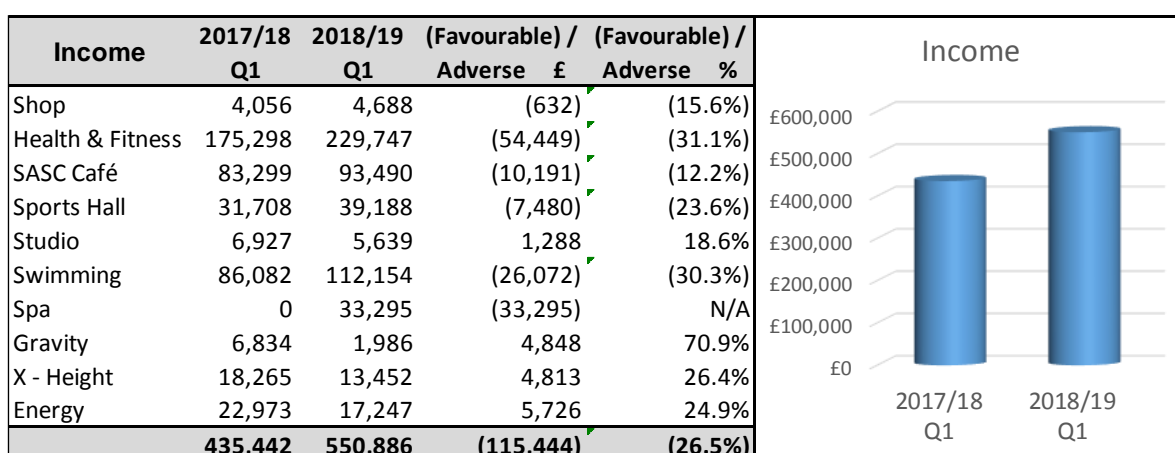 Income 2017/18 Q1 2018/19 Q1 (Favourable) / Adverse £ (Favourable) / Adverse %
Shop 4,056 4,688 (632) (15.6%)
Health & Fitness 175,298 229,747 (54,449) (31.1%)
SASC Café 83,299 93,490 (10,191) (12.2%)
Sports Hall 31,708 39,188 (7,480) (23.6%)
Studio 6,927 5,639 1,288 18.6%
Swimming 86,082 112,154 (26,072) (30.3%)
Spa 0 33,295 (33,295) N/A
Gravity 6,834 1,986 4,848 70.9%
X - Height 18,265 13,452 4,813 26.4%
Energy 22,973 17,247 5,726 24.9%
435,442 550,886 (115,444) (26.5%)
Income
£600,000
£500,000
£400,000
£300,000
£200,000
£100,000
£0
2017/18 2018/19
Q1 Q1